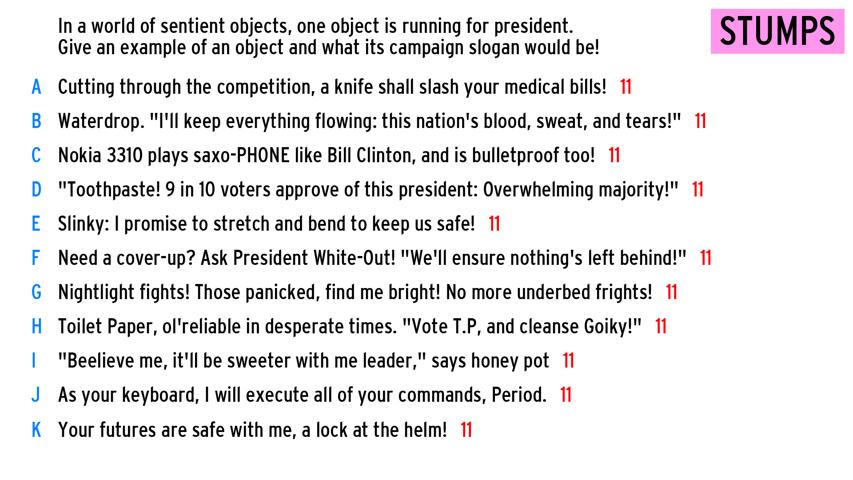 In a world of sentient objects, one object is running for president.
Give an example of an object and what its campaign slogan would be!
STUMPS
A Cutting through the competition, a knife shall slash your medical bills! 11
B Waterdrop. "I'll keep everything flowing: this nation's blood, sweat, and tears!" 11
C Nokia 3310 plays saxo-PHONE like Bill Clinton, and is bulletproof too! 11
D "Toothpaste! 9 in 10 voters approve of this president: Overwhelming majority!" 11
E Slinky: I promise to stretch and bend to keep us safe! 11
F Need a cover-up? Ask President White-Out! "We'll ensure nothing's left behind!" 11
G Nightlight fights! Those panicked, find me bright! No more underbed frights! 11
H Toilet Paper, ol'reliable in desperate times. "Vote T.P, and cleanse Goiky!" 11
I "Beelieve me, it'll be sweeter with me leader," says honey pot 11
J As your keyboard, I will execute all of your commands, Period. 11
K Your futures are safe with me, a lock at the helm! 11